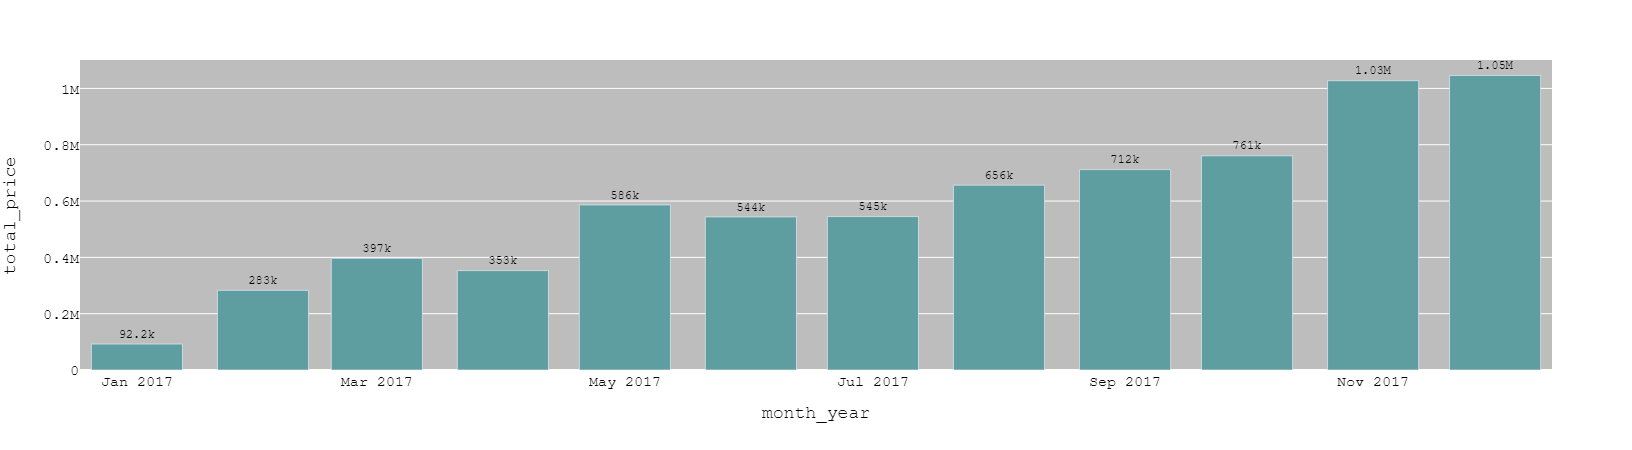 total_price
1M
0.8M
0.6M
0.4M
0.2M
0
92.2k
283k
397k
353k
586k
544k
545k
656k
712k
761k
1.03M
1.05M
Jan 2017
Mar 2017
May 2017
Jul 2017
Sep 2017
Nov 2017
month_year